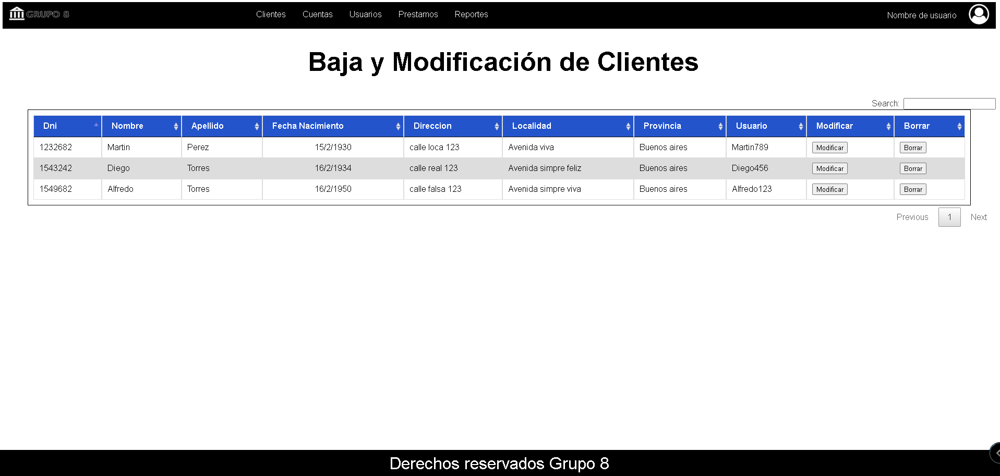 GRUPO 8 Clientes Cuentas Usuarios Prestamos Reportes Nombre de usuario
Baja y Modificación de Clientes
Search:
Dni Nombre Apellido Fecha Nacimiento Direccion Localidad Provincia Usuario Modificar Borrar
1232682 Martin Perez 15/2/1930 calle loca 123 Avenida viva Buenos aires Martin789 Modificar Borrar
1543242 Diego Torres 16/2/1934 calle real 123 Avenida simpre feliz Buenos aires Diego456 Modificar Borrar
1549682 Alfredo Torres 16/2/1950 calle falsa 123 Avenida simpre viva Buenos aires Alfredo123 Modificar Borrar
Previous 1 Next
Derechos reservados Grupo 8